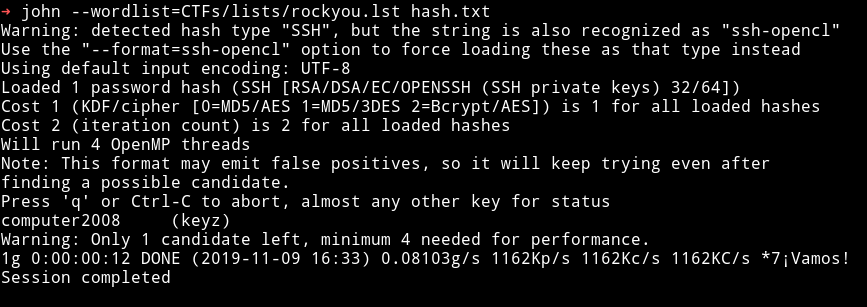 ➜ john --wordlist=CTFs/lists/rockyou.lst hash.txt
Warning: detected hash type "SSH", but the string is also recognized as "ssh-opencl"
Use the "--format=ssh-opencl" option to force loading these as that type instead
Using default input encoding: UTF-8
Loaded 1 password hash (SSH [RSA/DSA/EC/OPENSSH (SSH private keys) 32/64])
Cost 1 (KDF/cipher [0=MD5/AES 1=MD5/3DES 2=Bcrypt/AES]) is 1 for all loaded hashes
Cost 2 (iteration count) is 2 for all loaded hashes
Will run 4 OpenMP threads
Note: This format may emit false positives, so it will keep trying even after
finding a possible candidate.
Press 'q' or Ctrl-C to abort, almost any other key for status
computer2008     (keyz)
Warning: Only 1 candidate left, minimum 4 needed for performance.
1g 0:00:00:12 DONE (2019-11-09 16:33) 0.08103g/s 1162Kp/s 1162Kc/s 1162KC/s *7¡Vamos!
Session completed